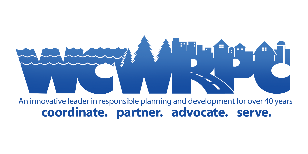 WCWRPC
An innovative leader in responsible planning and development for over 40 years
coordinate. partner. advocate. serve.